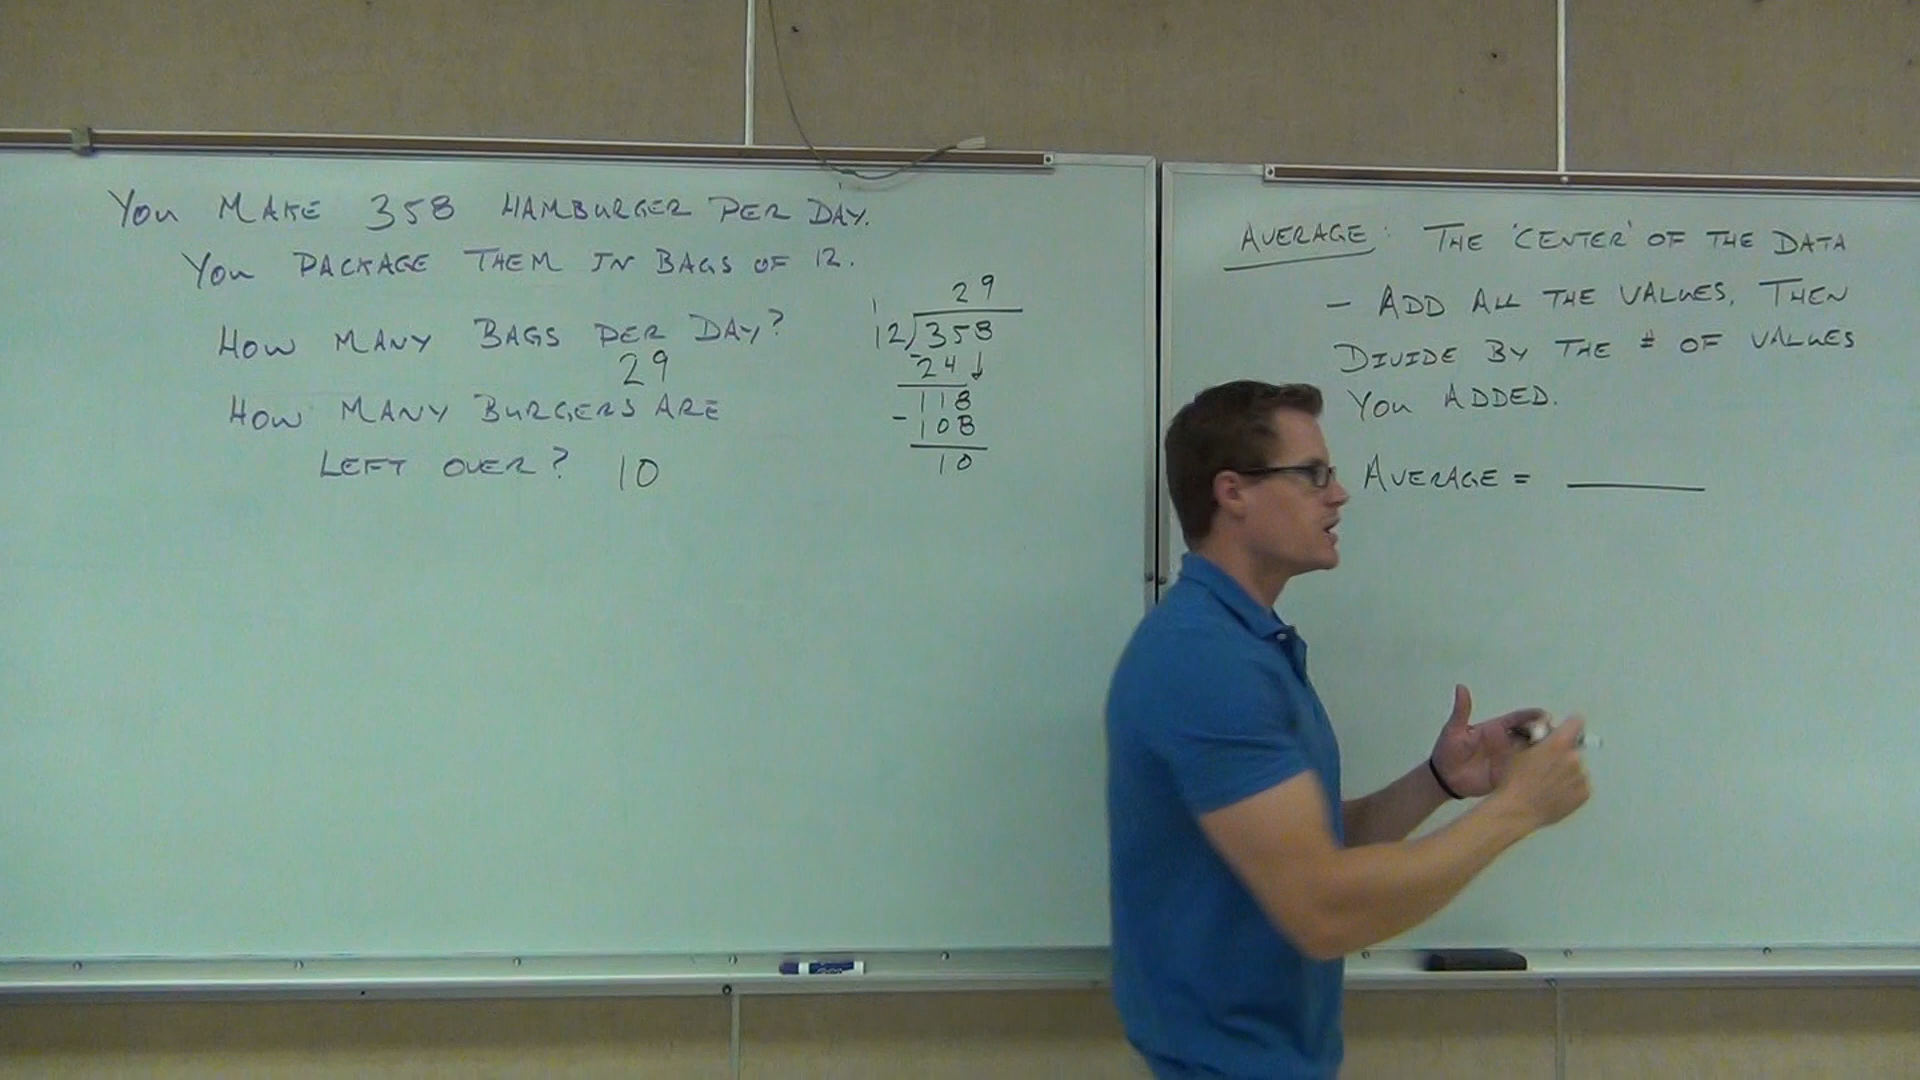 You MAKE 358 HAMBURGER PER DAY.
You PACKAGE THEM IN BAGS OF 12.
HOW MANY BAGS PER DAY?
29
HOW MANY BURGERS ARE
LEFT OVER? 10
29
1
12)358
-24↓
118
-108
10
AVERAGE: THE 'CENTER' OF THE DATA
- ADD ALL THE VALUES, THEN
DIVIDE BY THE # OF VALUES
YOU ADDED.
AVERAGE = ______